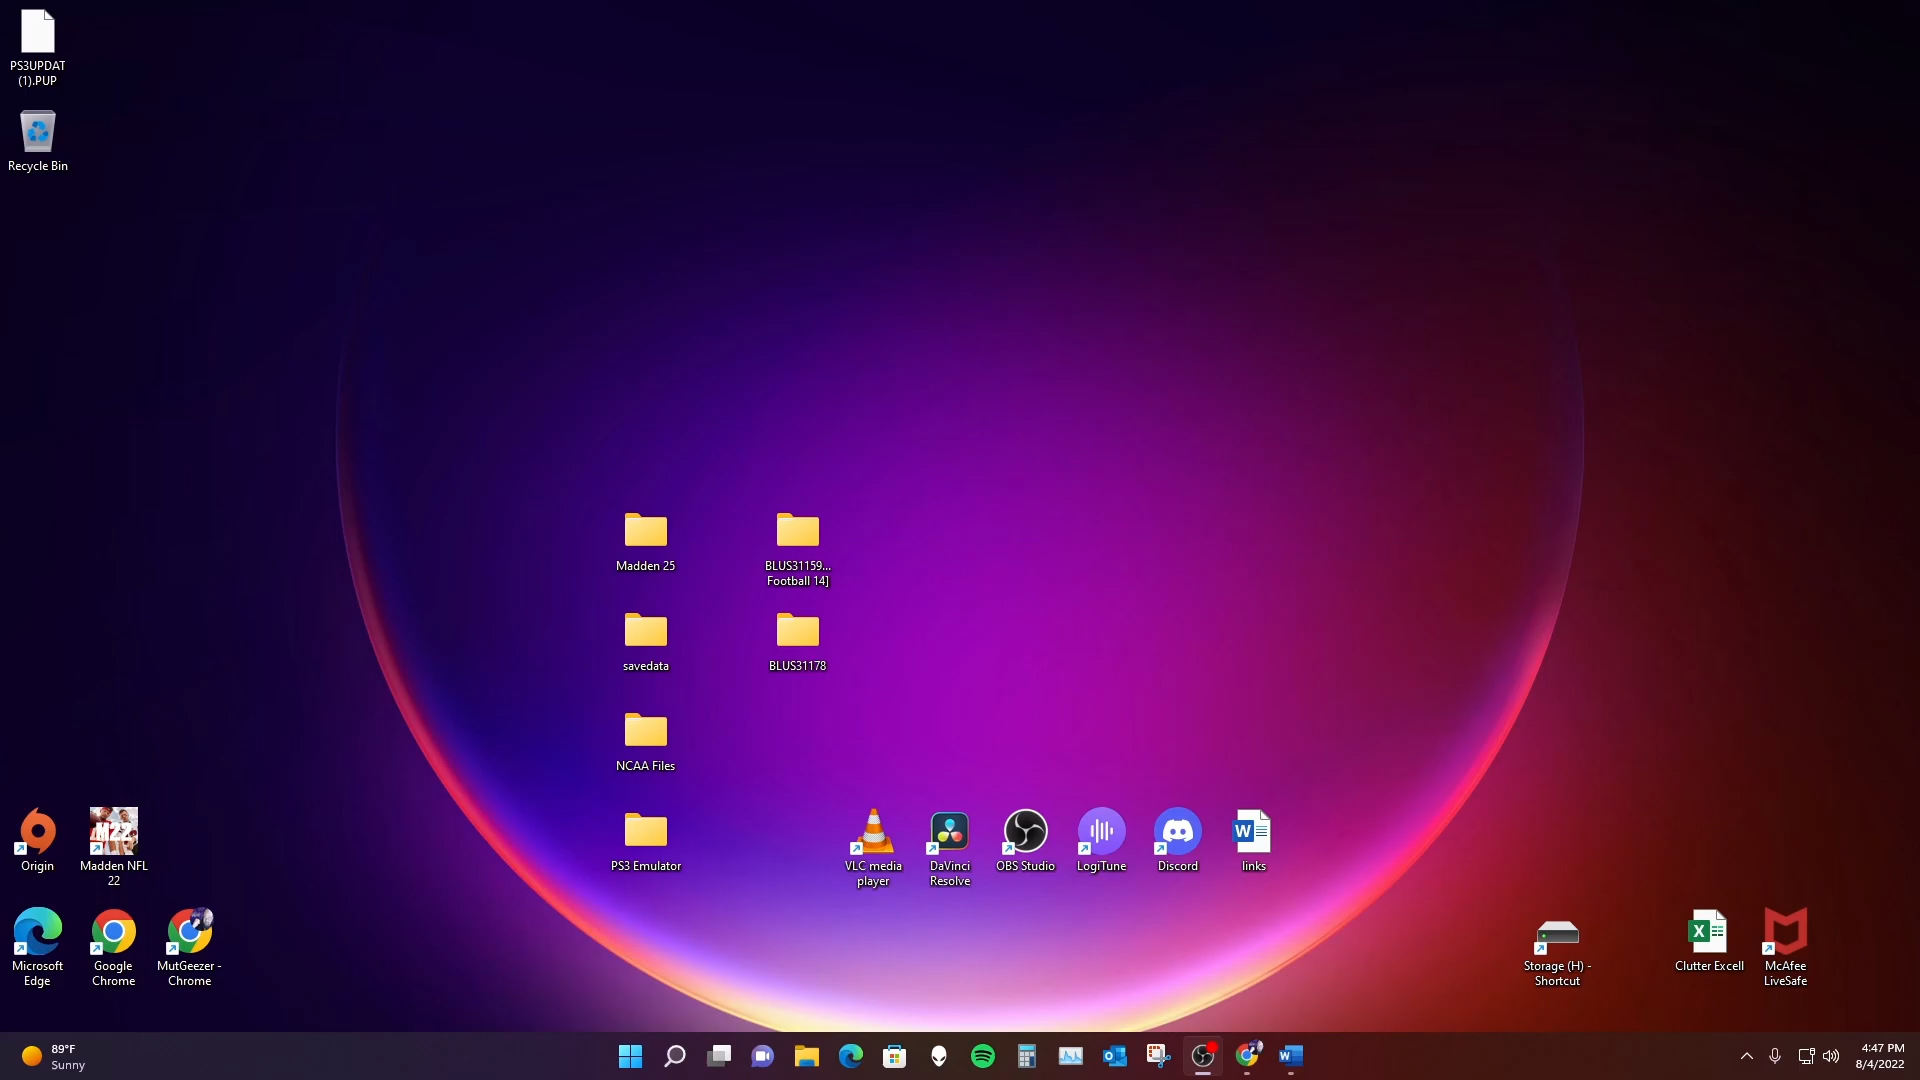 PS3UPDAT
(1).PUP
Recycle Bin
Madden 25
BLUS31159...
Football 14]
savedata
BLUS31178
NCAA Files
PS3 Emulator
Origin
M22
Madden NFL
22
VLC media
player
DaVinci
Resolve
OBS Studio
LogiTune
Discord
W
links
Microsoft
Edge
Google
Chrome
MutGeezer -
Chrome
Storage (H) -
Shortcut
X
Clutter Excell
McAfee
LiveSafe
89°F
Sunny
W
4:47 PM
8/4/2022